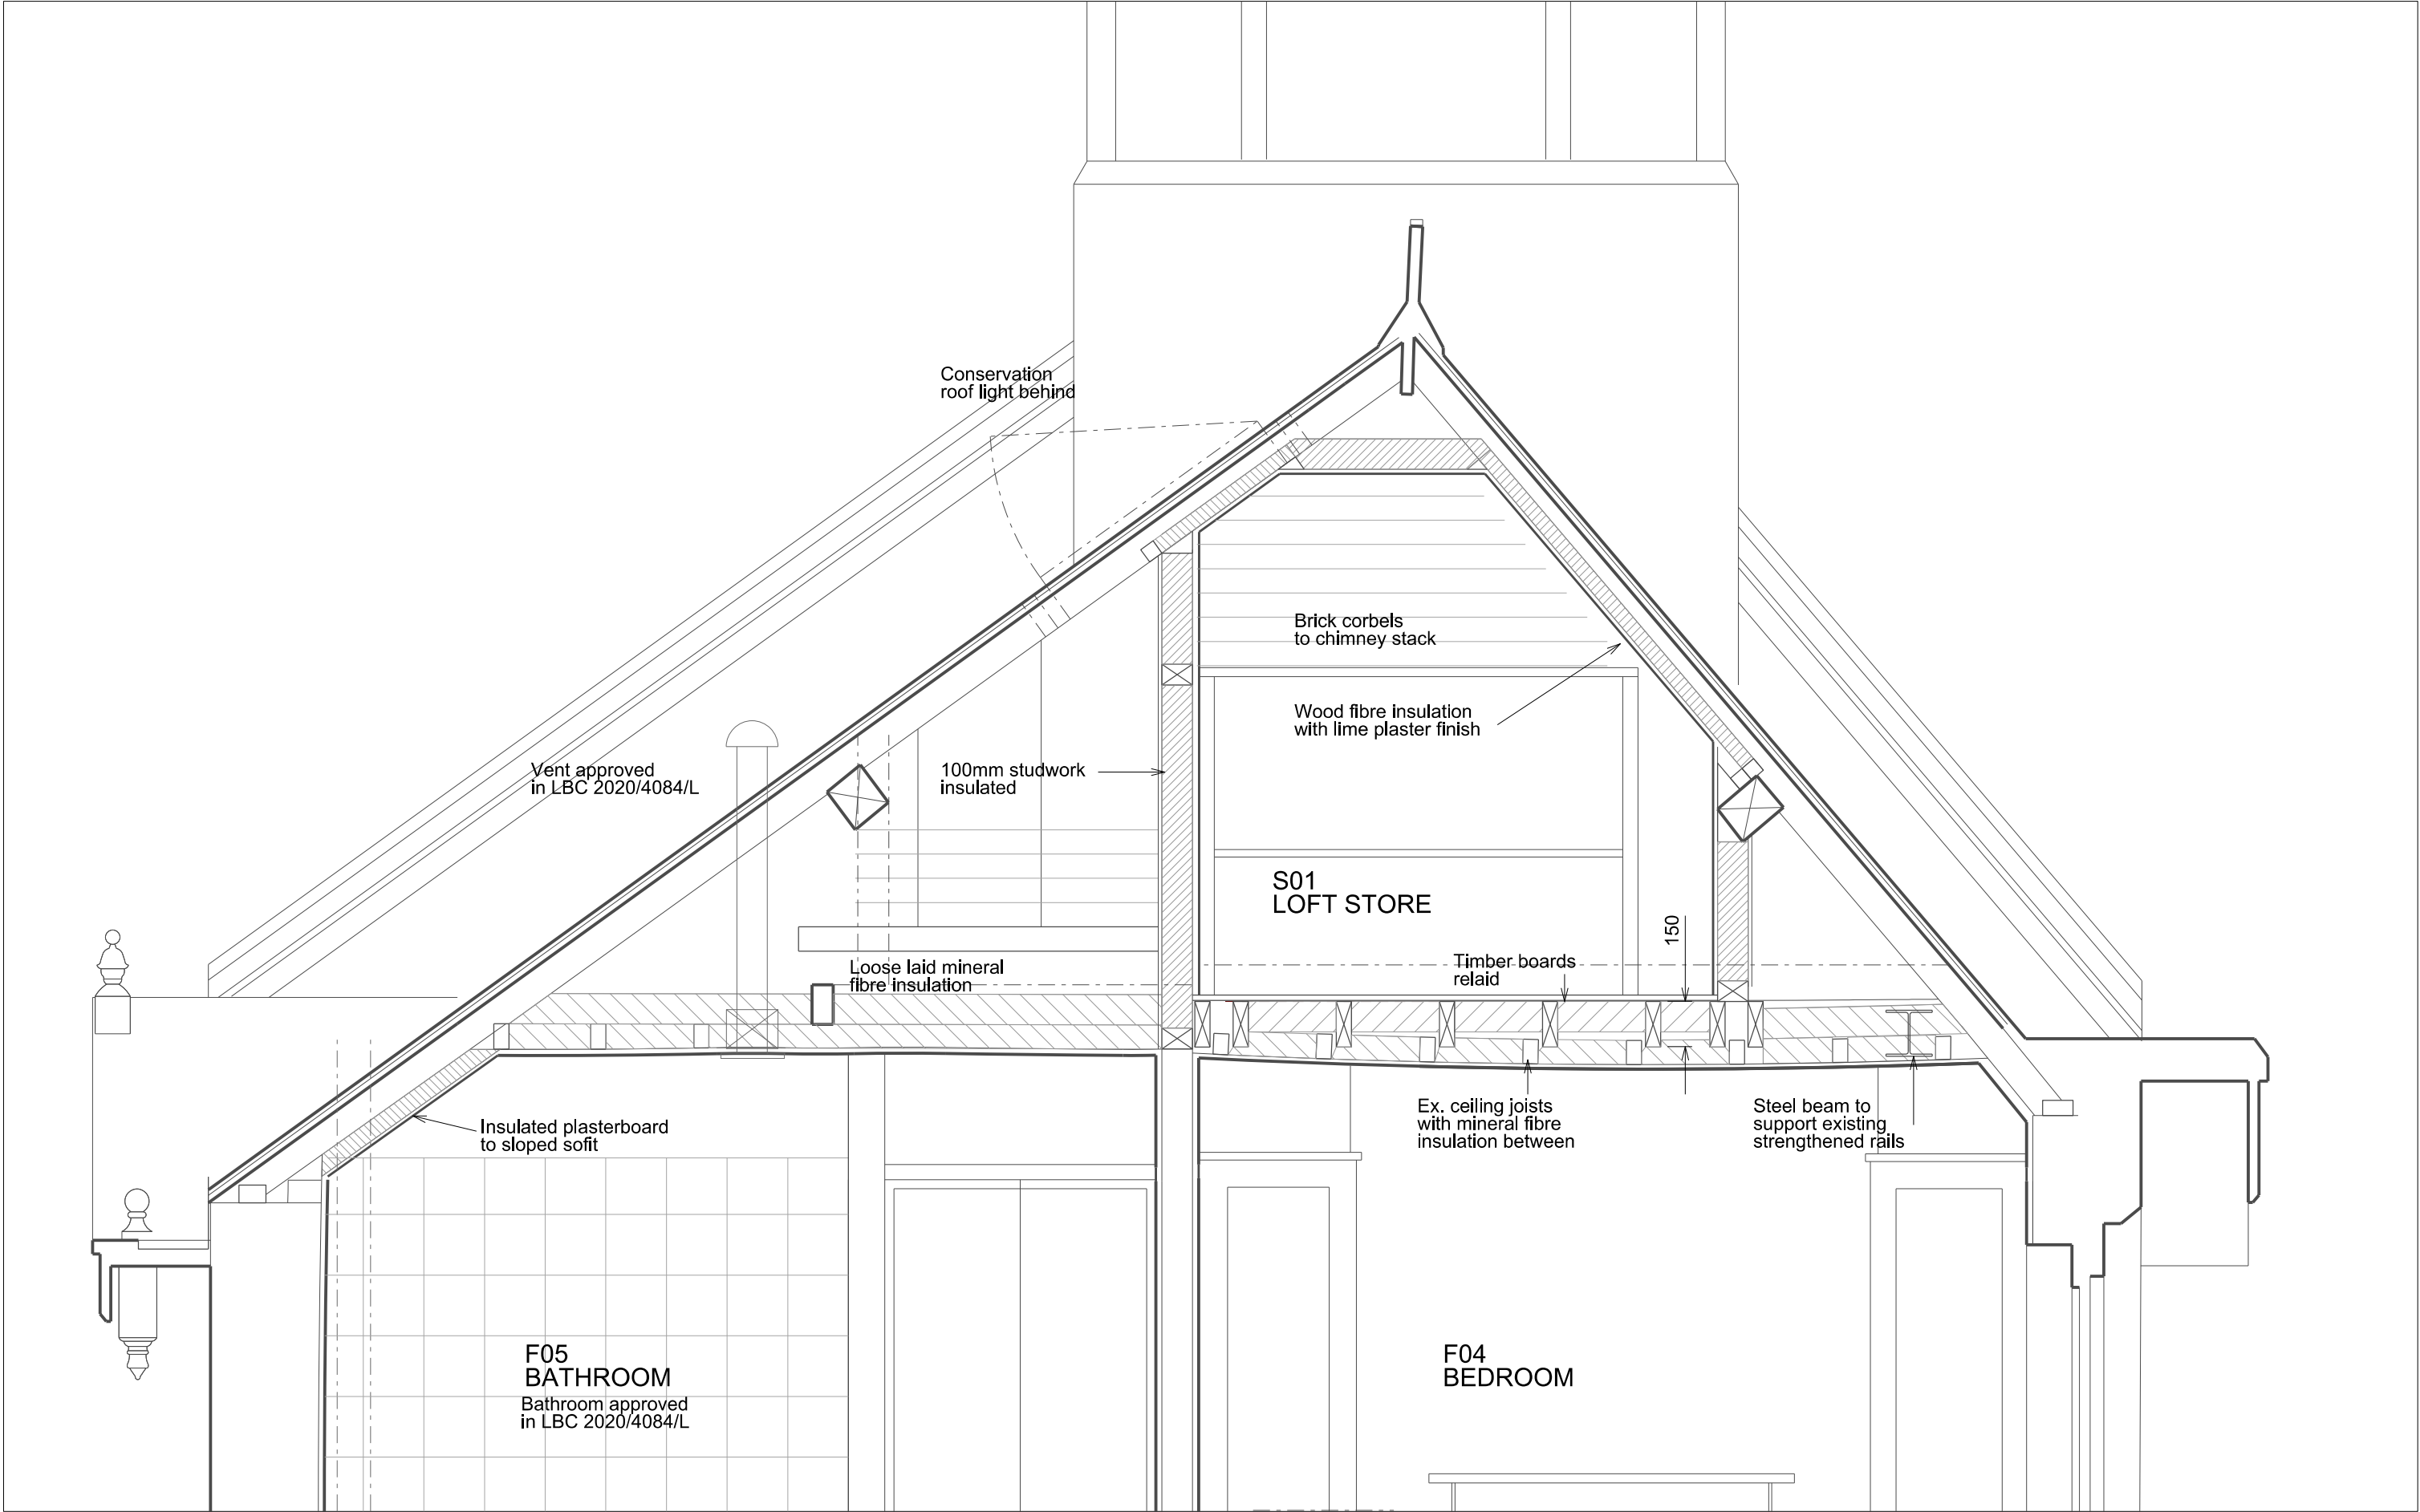 Conservation
roof light behind
Brick corbels
to chimney stack
Wood fibre insulation
with lime plaster finish
Vent approved
in LBC 2020/4084/L
100mm studwork
insulated
S01
LOFT STORE
150
Timber boards
relaid
Loose laid mineral
fibre insulation
Insulated plasterboard
to sloped sofit
Ex. ceiling joists
with mineral fibre
insulation between
Steel beam to
support existing
strengthened rails
F05
BATHROOM
Bathroom approved
in LBC 2020/4084/L
F04
BEDROOM